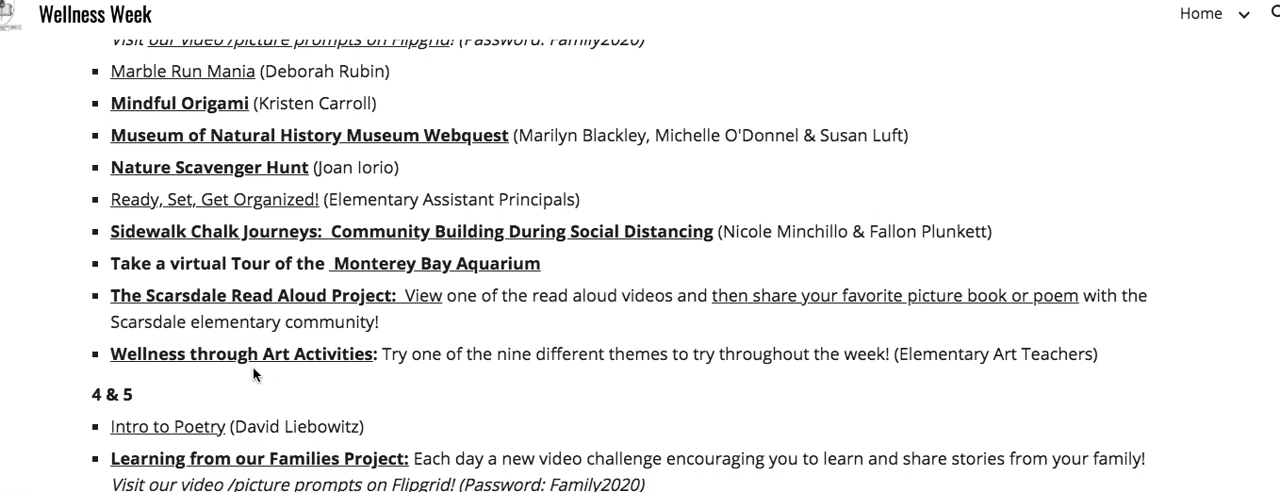 Wellness Week
Home
Visit our video /picture prompts on Flipgrid! (Password: Family2020)
Marble Run Mania (Deborah Rubin)
Mindful Origami (Kristen Carroll)
Museum of Natural History Museum Webquest (Marilyn Blackley, Michelle O'Donnel & Susan Luft)
Nature Scavenger Hunt (Joan Iorio)
Ready, Set, Get Organized! (Elementary Assistant Principals)
Sidewalk Chalk Journeys: Community Building During Social Distancing (Nicole Minchillo & Fallon Plunkett)
Take a virtual Tour of the Monterey Bay Aquarium
The Scarsdale Read Aloud Project: View one of the read aloud videos and then share your favorite picture book or poem with the
Scarsdale elementary community!
Wellness through Art Activities: Try one of the nine different themes to try throughout the week! (Elementary Art Teachers)
4 & 5
Intro to Poetry (David Liebowitz)
Learning from our Families Project: Each day a new video challenge encouraging you to learn and share stories from your family!
Visit our video /picture prompts on Flipgrid! (Password: Family2020)